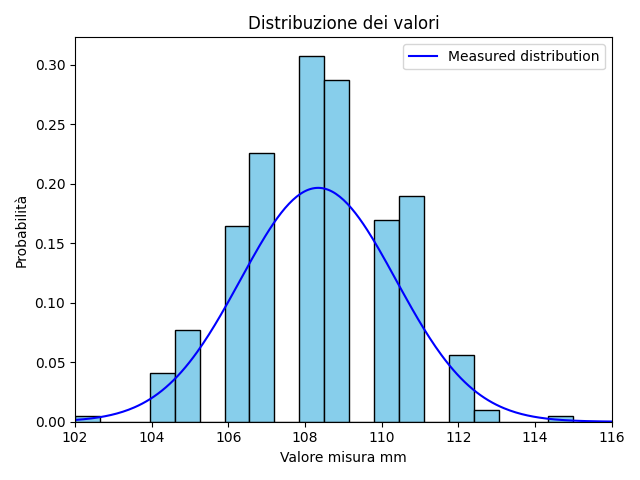 Distribuzione dei valori
Measured distribution
Probabilità
0.30
0.25
0.20
0.15
0.10
0.05
0.00
102 104 106 108 110 112 114 116
Valore misura mm